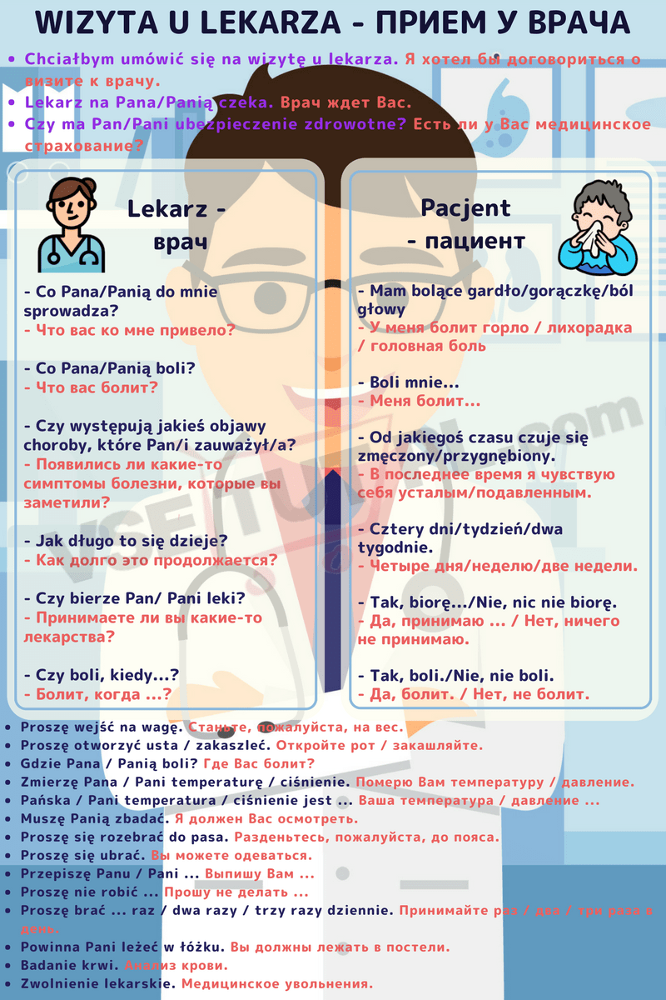 WIZYTA U LEKARZA - ПРИЕМ У ВРАЧА
Chciałbym umówić się na wizytę u lekarza. Я хотел бы договориться о
визите к врачу.
Lekarz na Pana/Panią czeka. Врач ждет Вас.
Czy ma Pan/Pani ubezpieczenie zdrowotne? Есть ли у Вас медицинское
страхование?
Lekarz -
врач
- Co Pana/Panią do mnie
sprowadza?
- Что вас ко мне привело?
- Co Pana/Panią boli?
- Что вас болит?
- Czy występują jakieś objawy
choroby, które Pan/i zauważył/a?
- Появились ли какие-то
симптомы болезни, которые вы
заметили?
- Jak długo to się dzieje?
- Как долго это продолжается?
- Czy bierze Pan/ Pani leki?
- Принимаете ли вы какие-то
лекарства?
- Czy boli, kiedy...?
- Болит, когда ...?
Pacjent
- пациент
- Mam bolące gardło/gorączkę/ból
głowy
- У меня болит горло / лихорадка
/ головная боль
- Boli mnie...
- Меня болит...
- Od jakiegoś czasu czuje się
zmęczony/przygnębiony.
- В последнее время я чувствую
себя усталым/подавленным.
- Cztery dni/tydzień/dwa
tygodnie.
- Четыре дня/неделю/две недели.
- Tak, biorę.../Nie, nic nie biorę.
- Да, принимаю ... / Нет, ничего
не принимаю.
- Tak, boli./Nie, nie boli.
- Да, болит. / Нет, не болит.
VSETUTPL.com
Proszę wejść na wagę. Станьте, пожалуйста, на вес.
Proszę otworzyć usta / zakaszleć. Откройте рот / закашляйте.
Gdzie Pana / Panią boli? Где Вас болит?
Zmierzę Pana / Pani temperaturę / ciśnienie. Померю Вам температуру / давление.
Pańska / Pani temperatura / ciśnienie jest ... Ваша температура / давление ...
Muszę Panią zbadać. Я должен Вас осмотреть.
Proszę się rozebrać do pasa. Разденьтесь, пожалуйста, до пояса.
Proszę się ubrać. Вы можете одеваться.
Przepiszę Panu / Pani ... Выпишу Вам ...
Proszę nie robić ... Прошу не делать ...
Proszę brać ... raz / dwa razy / trzy razy dziennie. Принимайте раз / два / три раза в
день.
Powinna Pani leżeć w łóżku. Вы должны лежать в постели.
Badanie krwi. Анализ крови.
Zwolnienie lekarskie. Медицинское увольнения.